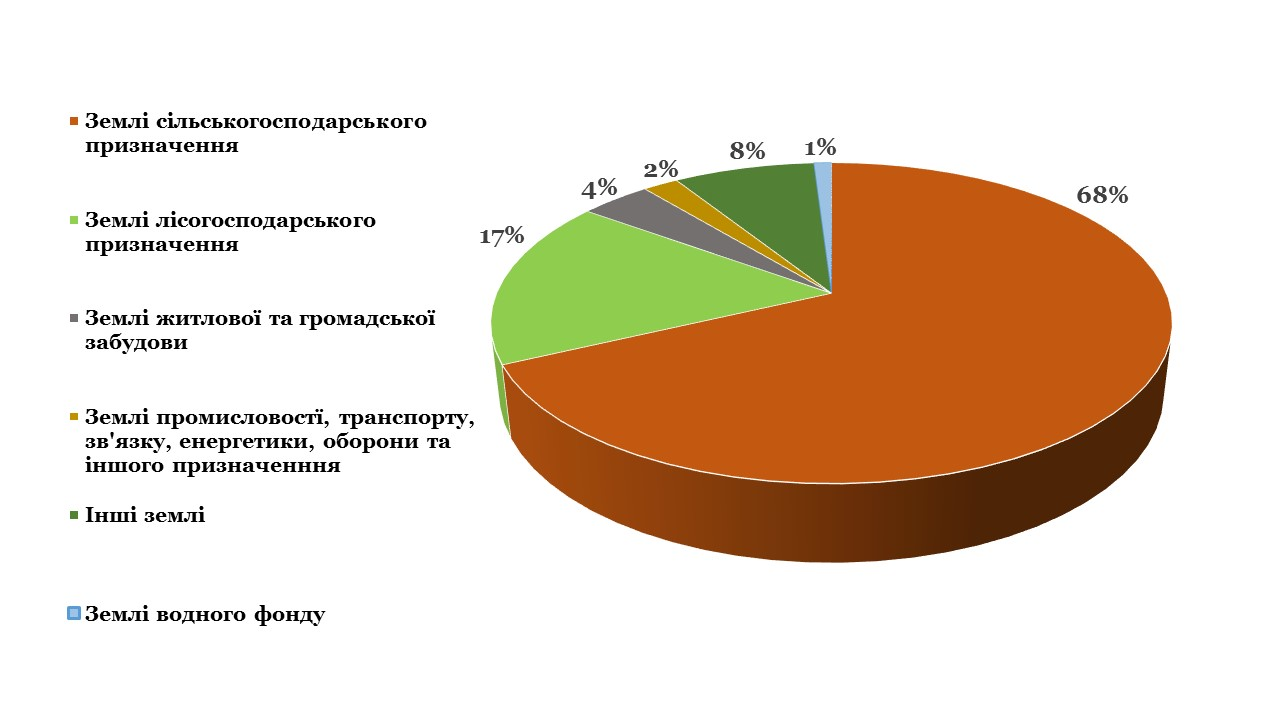 Землі сільськогосподарського
призначення
Землі лісогосподарського
призначення
Землі житлової та громадської
забудови
Землі промисловостї, транспорту,
зв'язку, енергетики, оборони та
іншого призначенння
Інші землі
Землі водного фонду
17%
4%
2%
8%
1%
68%